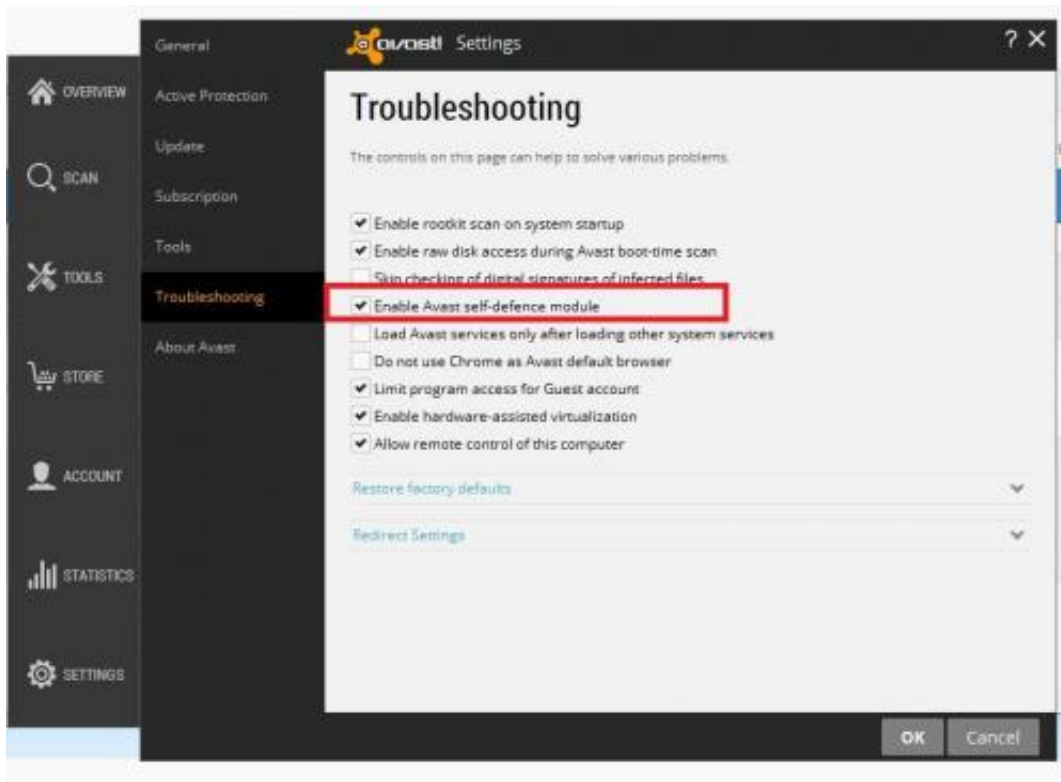 OVERVIEW
SCAN
TOOLS
STORE
ACCOUNT
STATISTICS
SETTINGS
General
Active Protection
Update
Subscription
Tools
Troubleshooting
About Avast
avast! Settings ? X
Troubleshooting
The controls on this page can help to solve various problems.
Enable rootkit scan on system startup
Enable raw disk access during Avast boot-time scan
Skip checking of digital signatures of infected files
Enable Avast self-defence module
Load Avast services only after loading other system services
Do not use Chrome as Avast default browser
Limit program access for Guest account
Enable hardware-assisted virtualization
Allow remote control of this computer
Restore factory defaults
Redirect Settings
OK Cancel